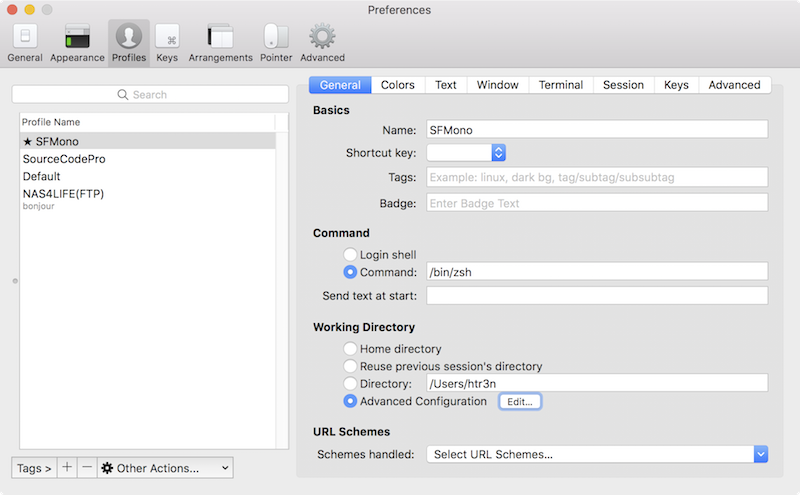 Preferences
General Appearance Profiles Keys Arrangements Pointer Advanced
Search
Profile Name
★ SFMono
SourceCodePro
Default
NAS4LIFE(FTP)
bonjour
Tags > + − Other Actions...
General Colors Text Window Terminal Session Keys Advanced
Basics
Name: SFMono
Shortcut key:
Tags: Example: linux, dark bg, tag/subtag/subsubtag
Badge: Enter Badge Text
Command
Login shell
Command: /bin/zsh
Send text at start:
Working Directory
Home directory
Reuse previous session's directory
Directory: /Users/htr3n
Advanced Configuration Edit...
URL Schemes
Schemes handled: Select URL Schemes...